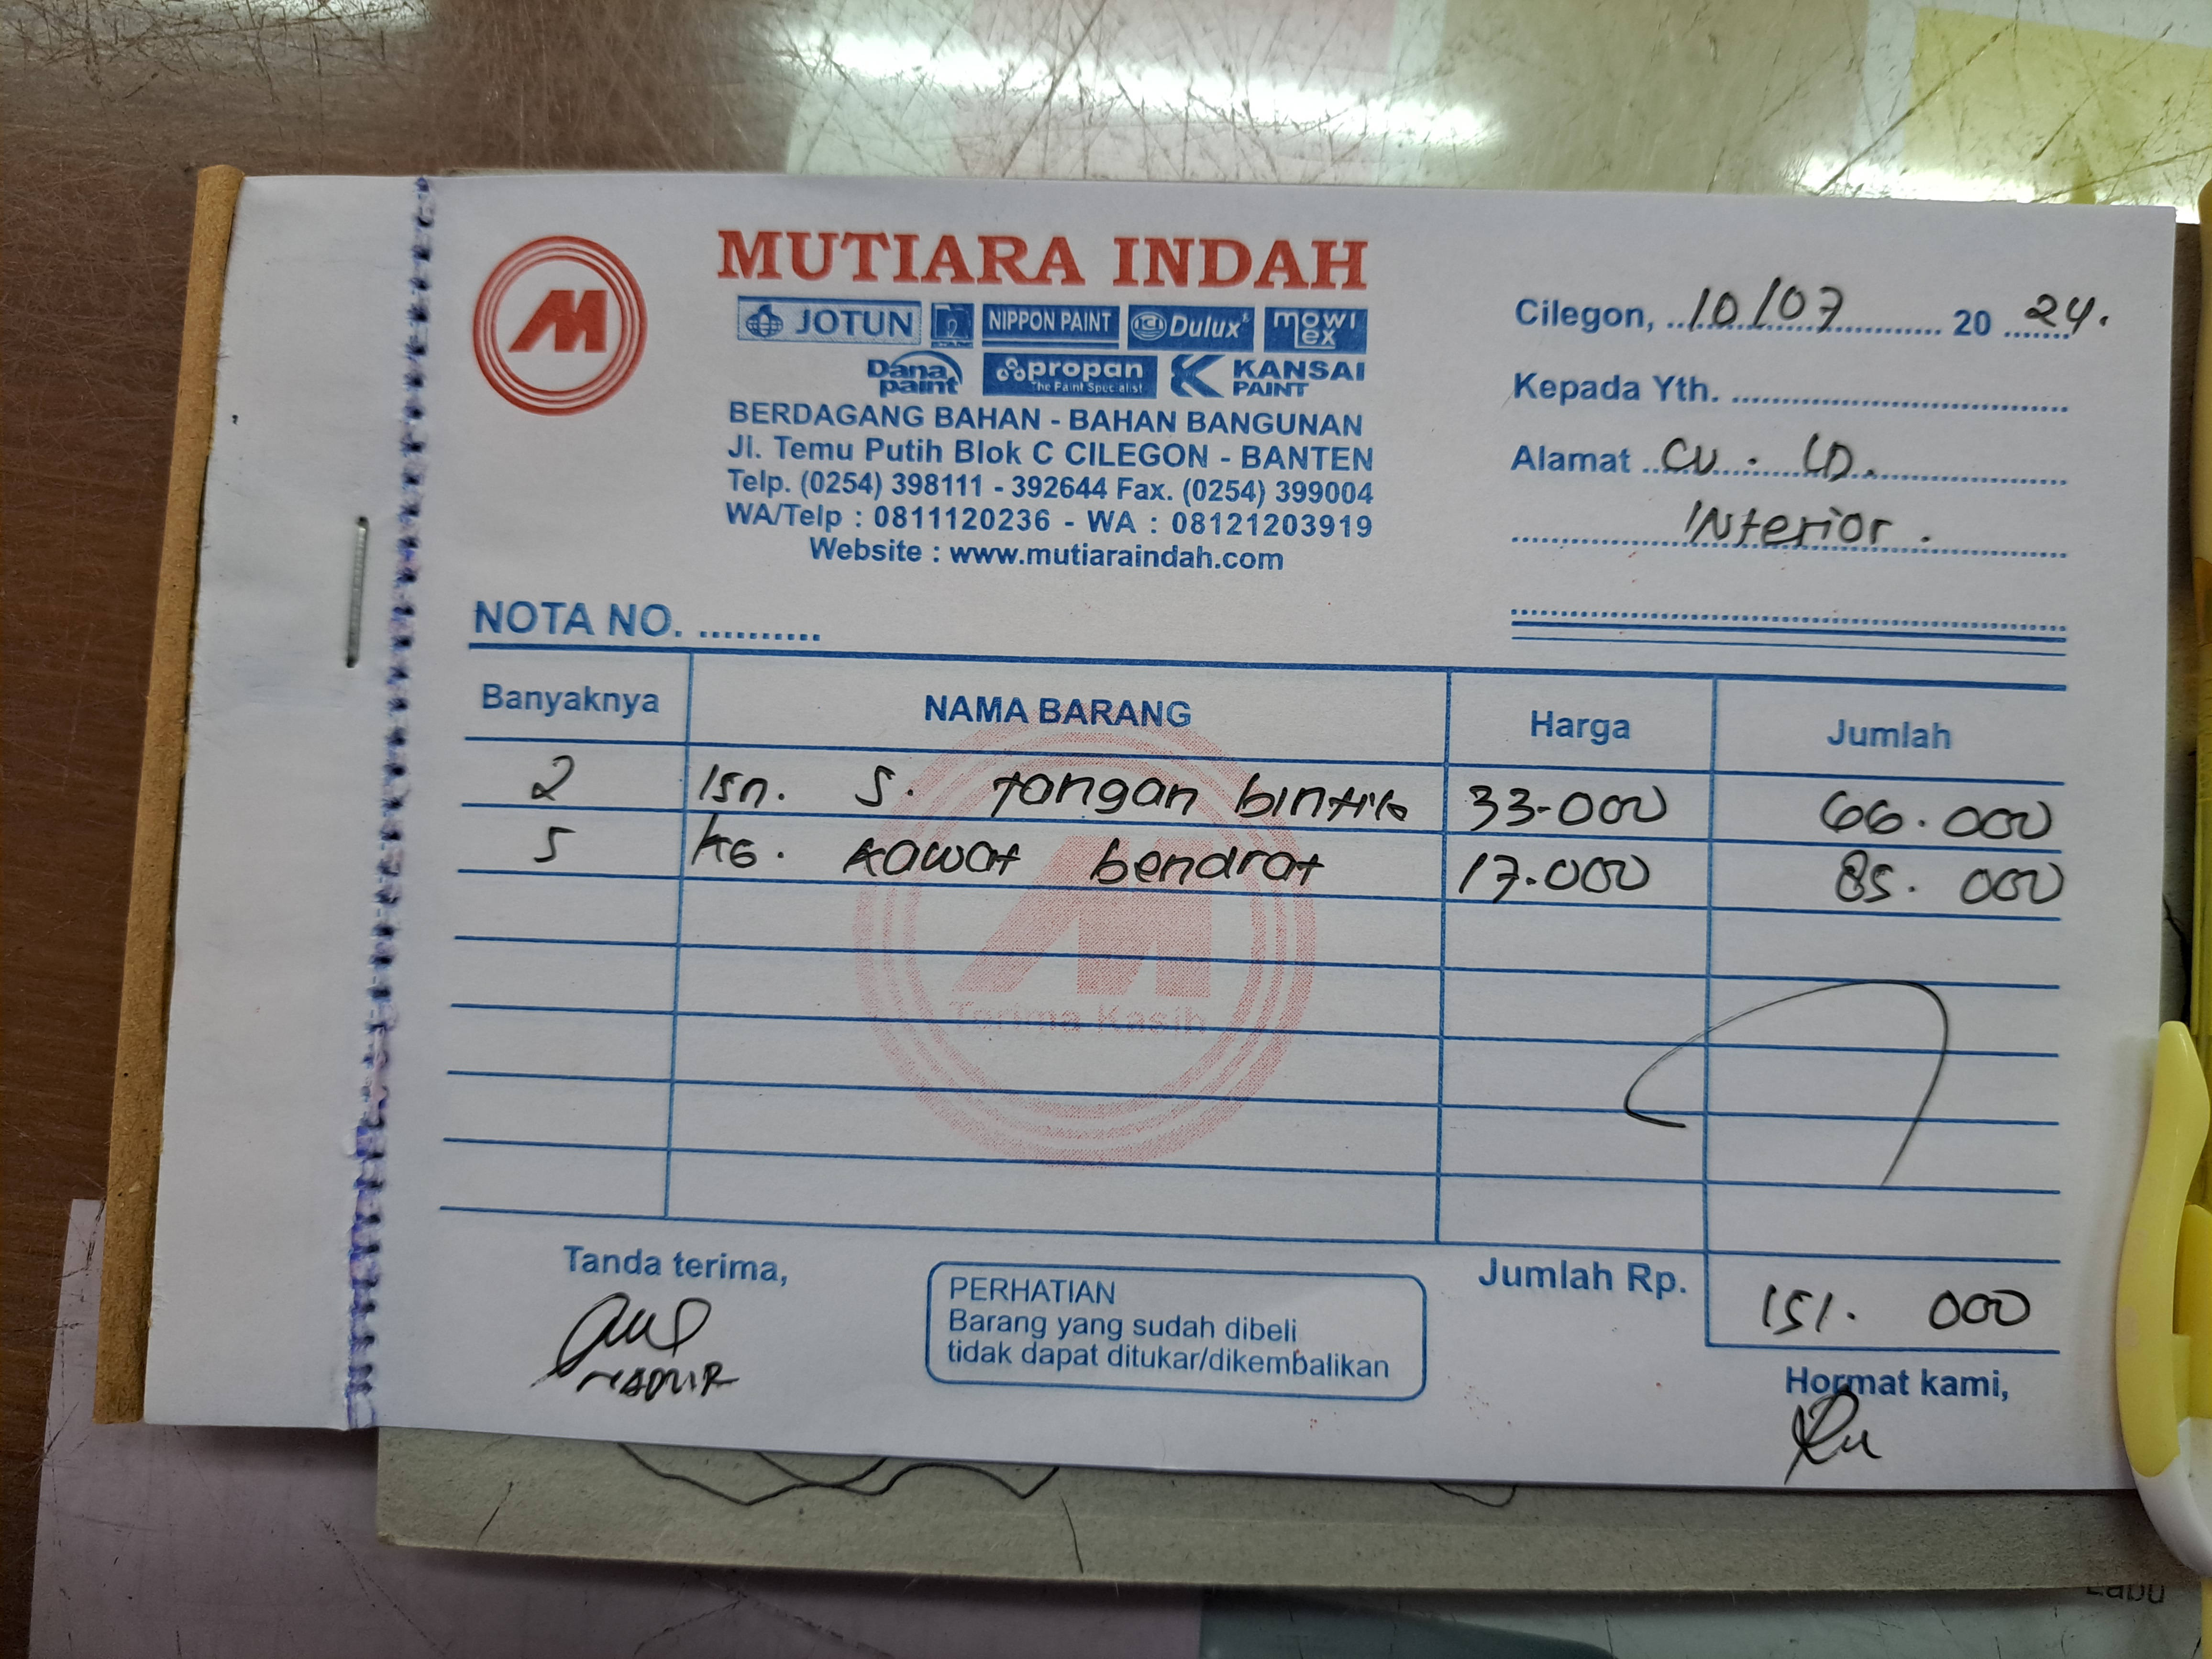 MUTIARA INDAH
JOTUN NIPPON PAINT ICI Dulux mowilex
Dana paint propan The Paint Specialist KANSAI PAINT
BERDAGANG BAHAN - BAHAN BANGUNAN
Jl. Temu Putih Blok C CILEGON - BANTEN
Telp. (0254) 398111 - 392644 Fax. (0254) 399004
WA/Telp : 0811120236 - WA : 08121203919
Website : www.mutiaraindah.com
Cilegon, 10/07 20 24.
Kepada Yth.
Alamat CV.
Interior.
NOTA NO.
Banyaknya NAMA BARANG Harga Jumlah
2 lsn. S. tangan bintik 33.000 66.000
5 KG. kawat bendrat 17.000 85.000
Terima Kasih
Tanda terima,
PERHATIAN
Barang yang sudah dibeli
tidak dapat ditukar/dikembalikan
Jumlah Rp. 151.000
Hormat kami,
Labu